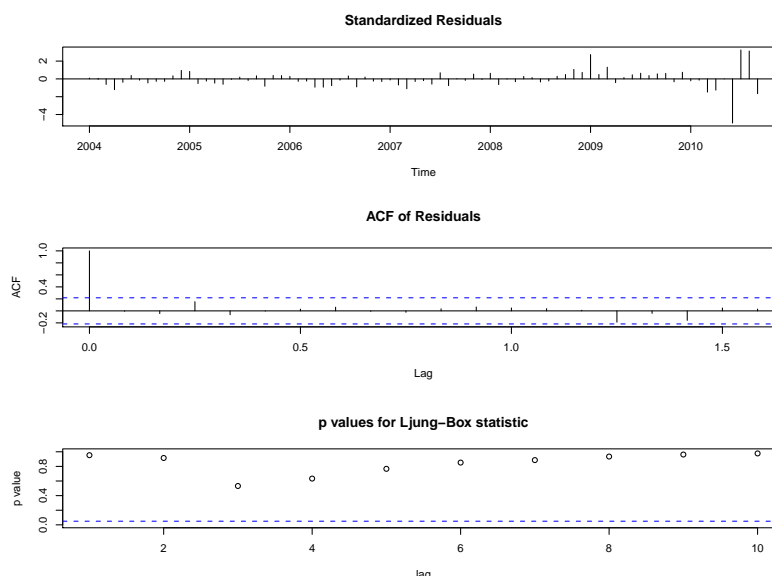 Standardized Residuals
2
0
−4
2004 2005 2006 2007 2008 2009 2010
Time
ACF of Residuals
1.0
0.4
−0.2
ACF
0.0 0.5 1.0 1.5
Lag
p values for Ljung−Box statistic
0.8
0.4
0.0
p value
2 4 6 8 10
lag